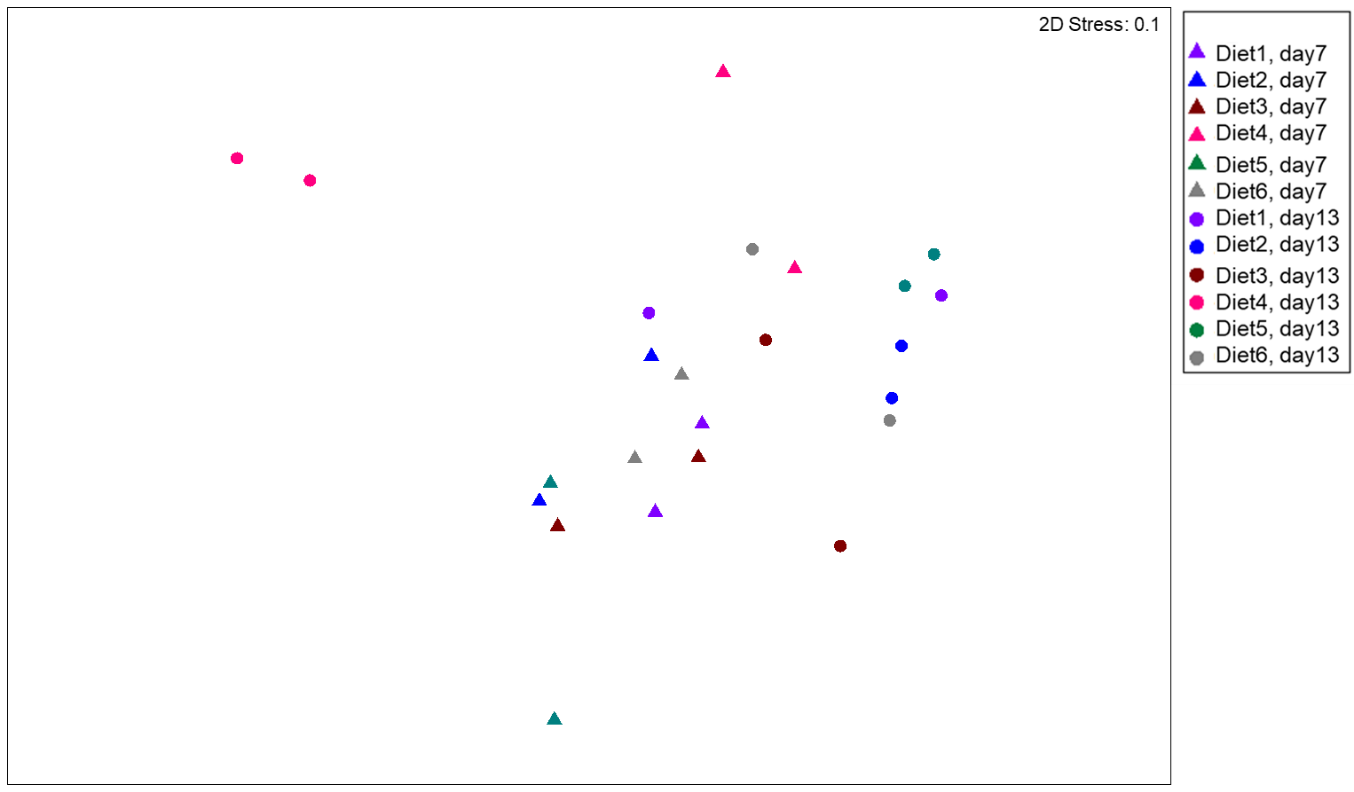 2D Stress: 0.1
Diet1, day7
Diet2, day7
Diet3, day7
Diet4, day7
Diet5, day7
Diet6, day7
Diet1, day13
Diet2, day13
Diet3, day13
Diet4, day13
Diet5, day13
Diet6, day13